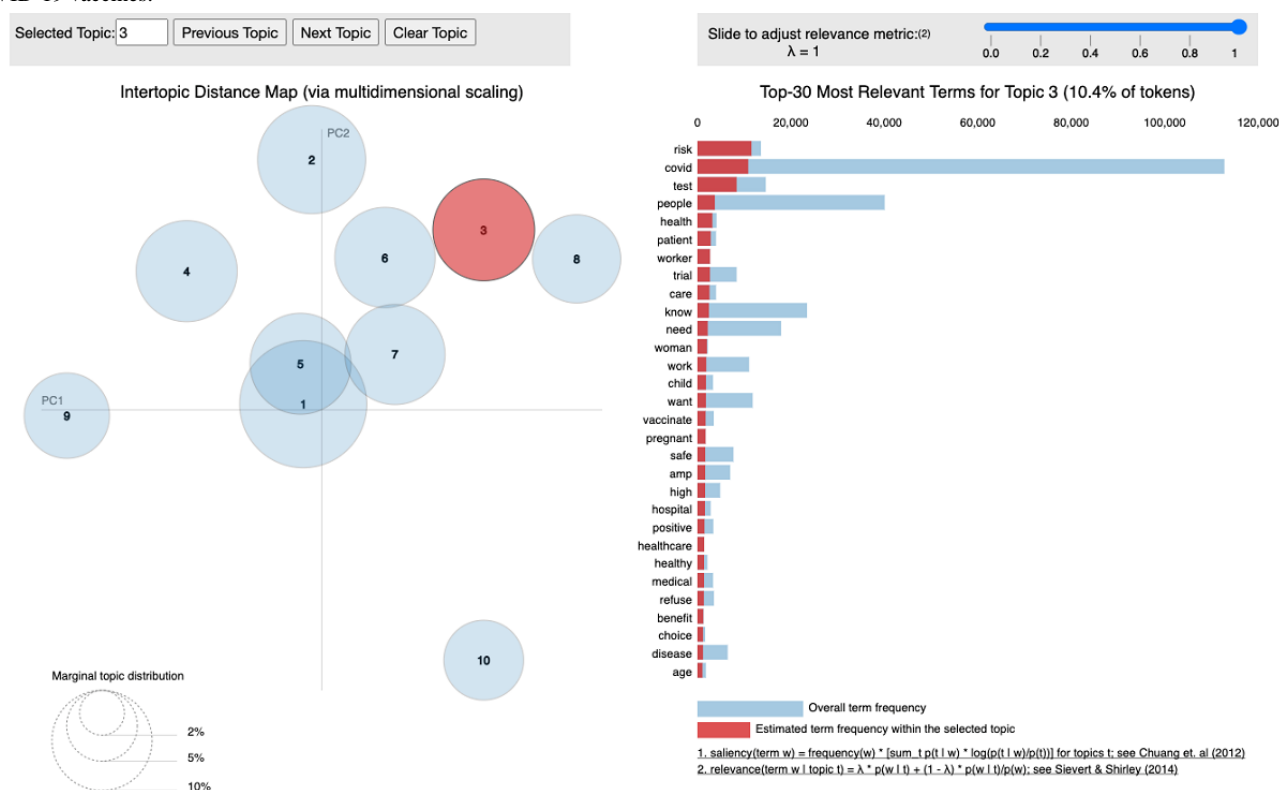 Selected Topic: 3 Previous Topic Next Topic Clear Topic
Slide to adjust relevance metric:(2)
λ = 1
0.0 0.2 0.4 0.6 0.8 1
Intertopic Distance Map (via multidimensional scaling)
PC2
2
3
6
8
4
7
5
1
PC1
9
10
Marginal topic distribution
2%
5%
10%
Top-30 Most Relevant Terms for Topic 3 (10.4% of tokens)
0 20,000 40,000 60,000 80,000 100,000 120,000
risk
covid
test
people
health
patient
worker
trial
care
know
need
woman
work
child
want
vaccinate
pregnant
safe
amp
high
hospital
positive
healthcare
healthy
medical
refuse
benefit
choice
disease
age
Overall term frequency
Estimated term frequency within the selected topic
1. saliency(term w) = frequency(w) * [sum_t p(t | w) * log(p(t | w)/p(t))] for topics t; see Chuang et. al (2012)
2. relevance(term w | topic t) = λ * p(w | t) + (1 - λ) * p(w | t)/p(w); see Sievert & Shirley (2014)